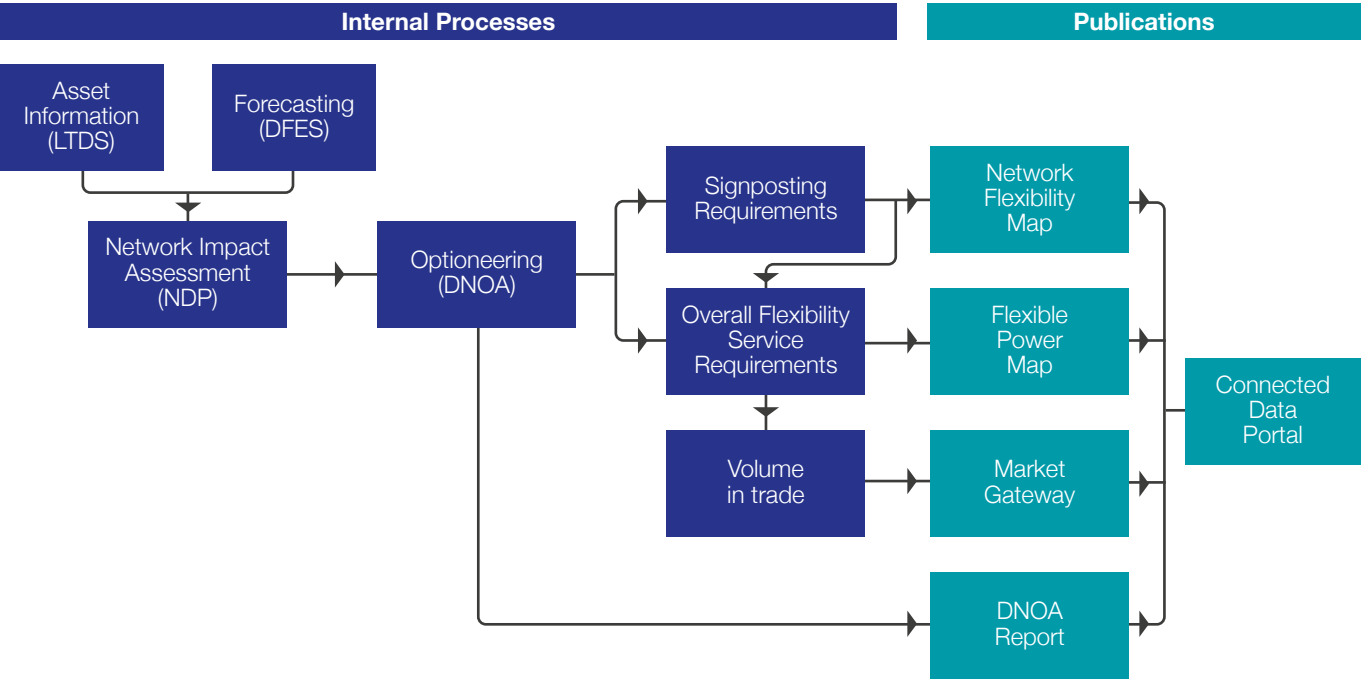 Internal Processes
Publications
Asset
Information
(LTDS)
Forecasting
(DFES)
Network Impact
Assessment
(NDP)
Optioneering
(DNOA)
Signposting
Requirements
Overall Flexibility
Service
Requirements
Volume
in trade
Network
Flexibility
Map
Flexible
Power
Map
Market
Gateway
DNOA
Report
Connected
Data
Portal